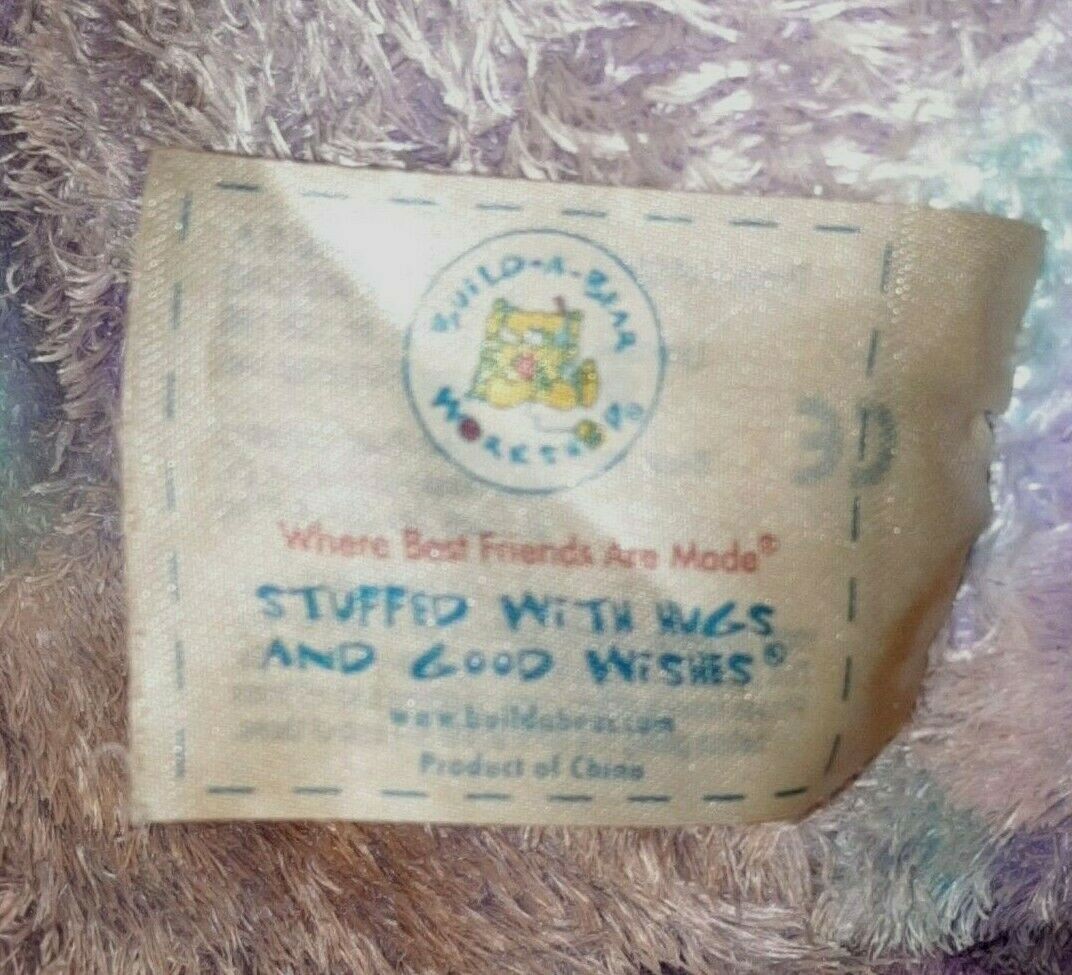 BUILD-A-BEAR
WORKSHOP®
Where Best Friends Are Made®
STUFFED WITH HUGS
AND GOOD WISHES®
www.buildabear.com
Product of China